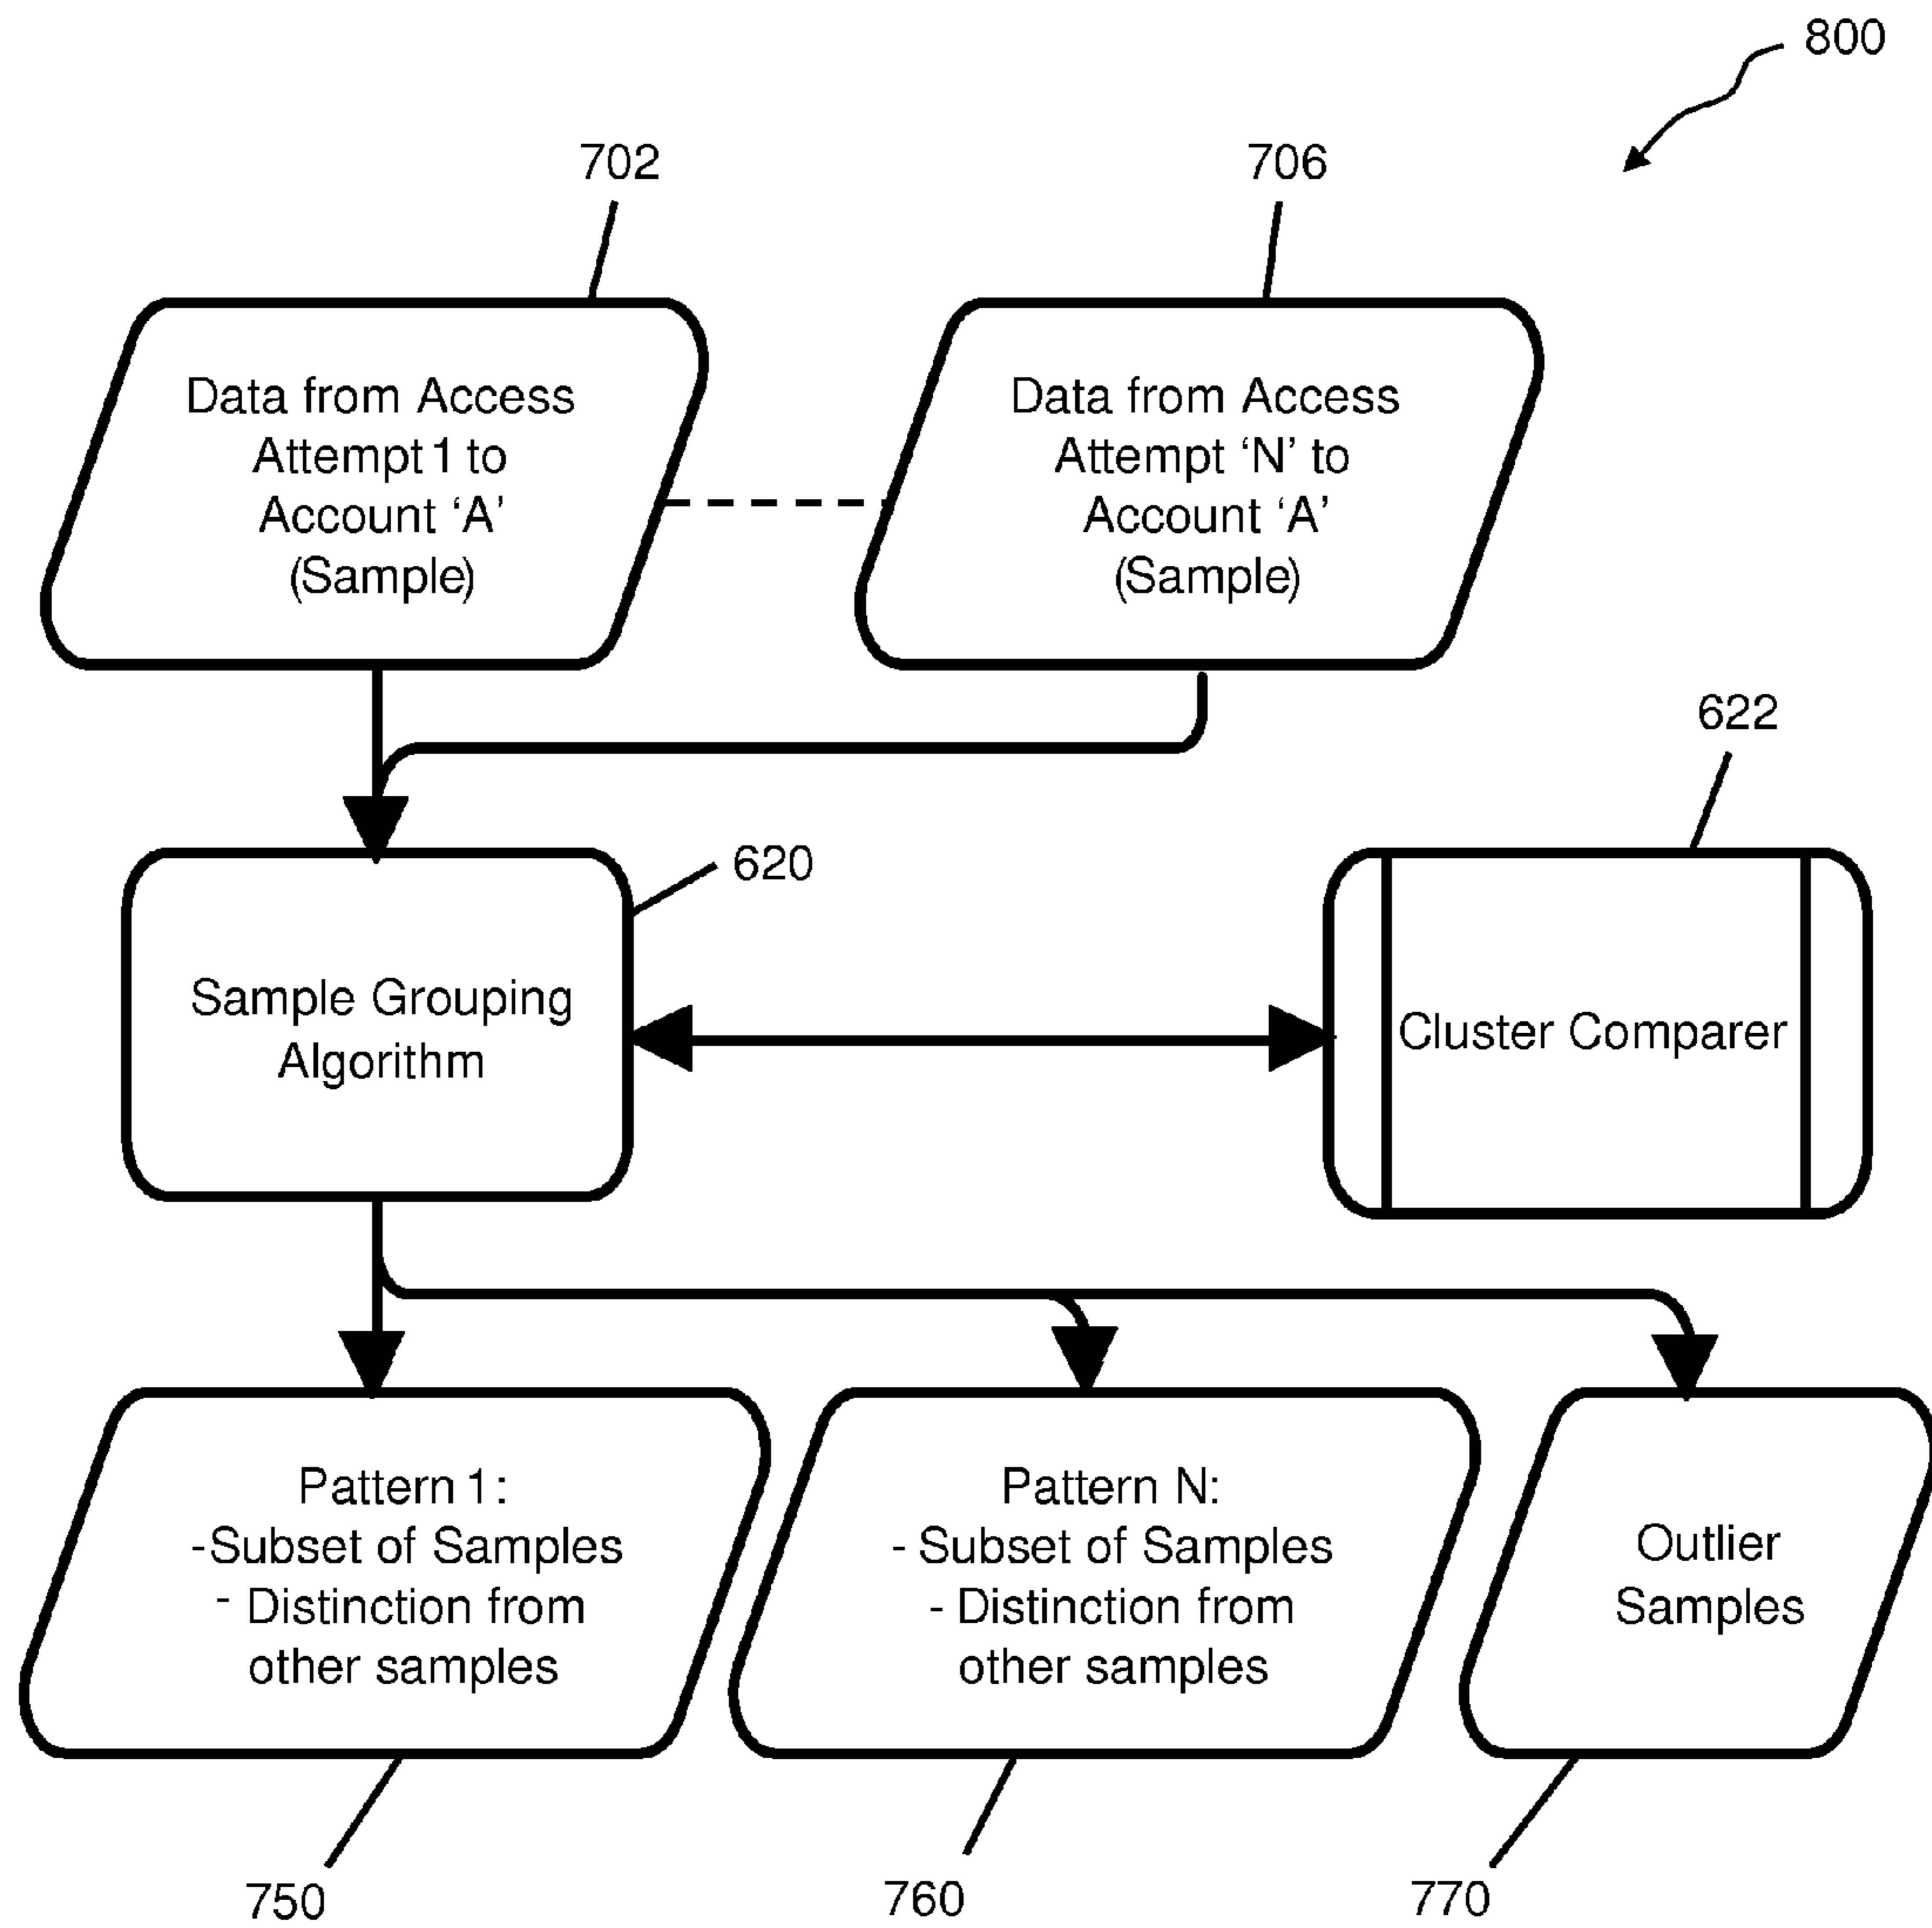 800
702
706
Data from Access
Attempt 1 to
Account ‘A’
(Sample)
Data from Access
Attempt ‘N’ to
Account ‘A’
(Sample)
622
620
Sample Grouping
Algorithm
Cluster Comparer
Pattern 1:
-Subset of Samples
- Distinction from
other samples
Pattern N:
- Subset of Samples
- Distinction from
other samples
Outlier
Samples
750
760
770